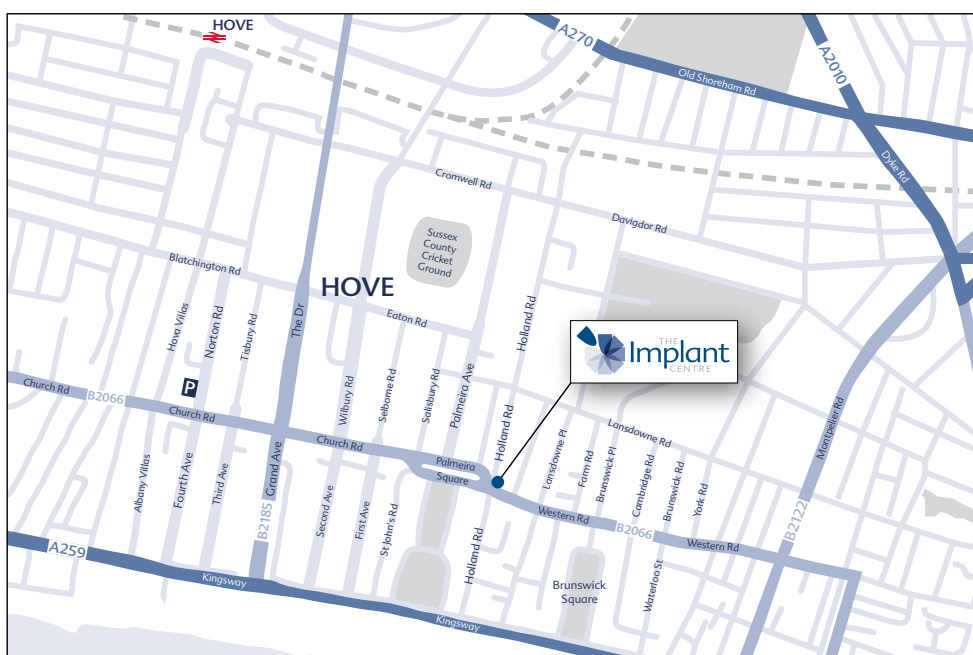 HOVE
A270
Old Shoreham Rd
A2010
Dyke Rd
Cromwell Rd
Davigdor Rd
Sussex
County
Cricket
Ground
Blatchington Rd
HOVE
Hova Villas
Norton Rd
Tisbury Rd
The Dr
Eaton Rd
Holland Rd
THE
Implant
CENTRE
P
Church Rd
B2066
Church Rd
Wilbury Rd
Selborne Rd
Salisbury Rd
Palmeira Ave
Holland Rd
Church Rd
Palmeira
Square
Lansdowne Pl
Farm Rd
Brunswick Pl
Lansdowne Rd
Cambridge Rd
Brunswick Rd
York Rd
Montpelier Rd
B2122
Albany Villas
Fourth Ave
Third Ave
Grand Ave
B2185
Second Ave
First Ave
St John's Rd
Holland Rd
Western Rd
B2066
Western Rd
A259
Kingsway
Brunswick
Square
Waterloo St
Kingsway